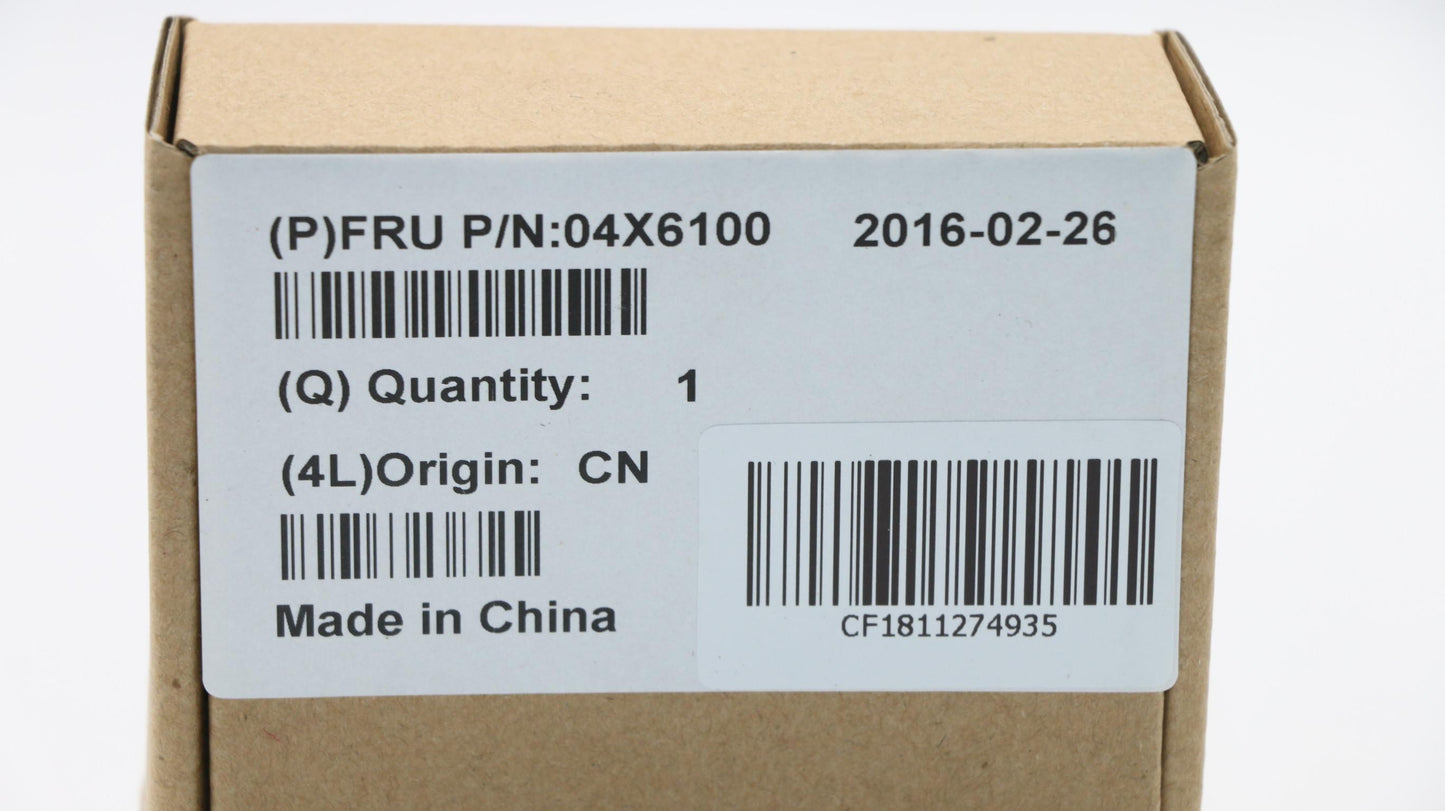 (P)FRU P/N:04X6100 2016-02-26
(Q) Quantity: 1
(4L)Origin: CN
Made in China
CF1811274935